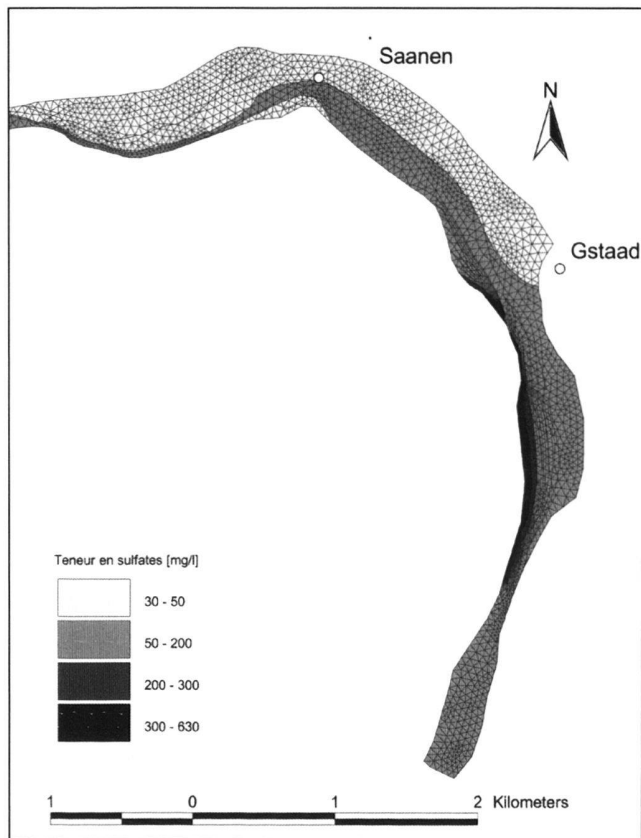 Saanen
N
Gstaad
Teneur en sulfates [mg/l]
30 - 50
50 - 200
200 - 300
300 - 630
1 0 1 2 Kilometers